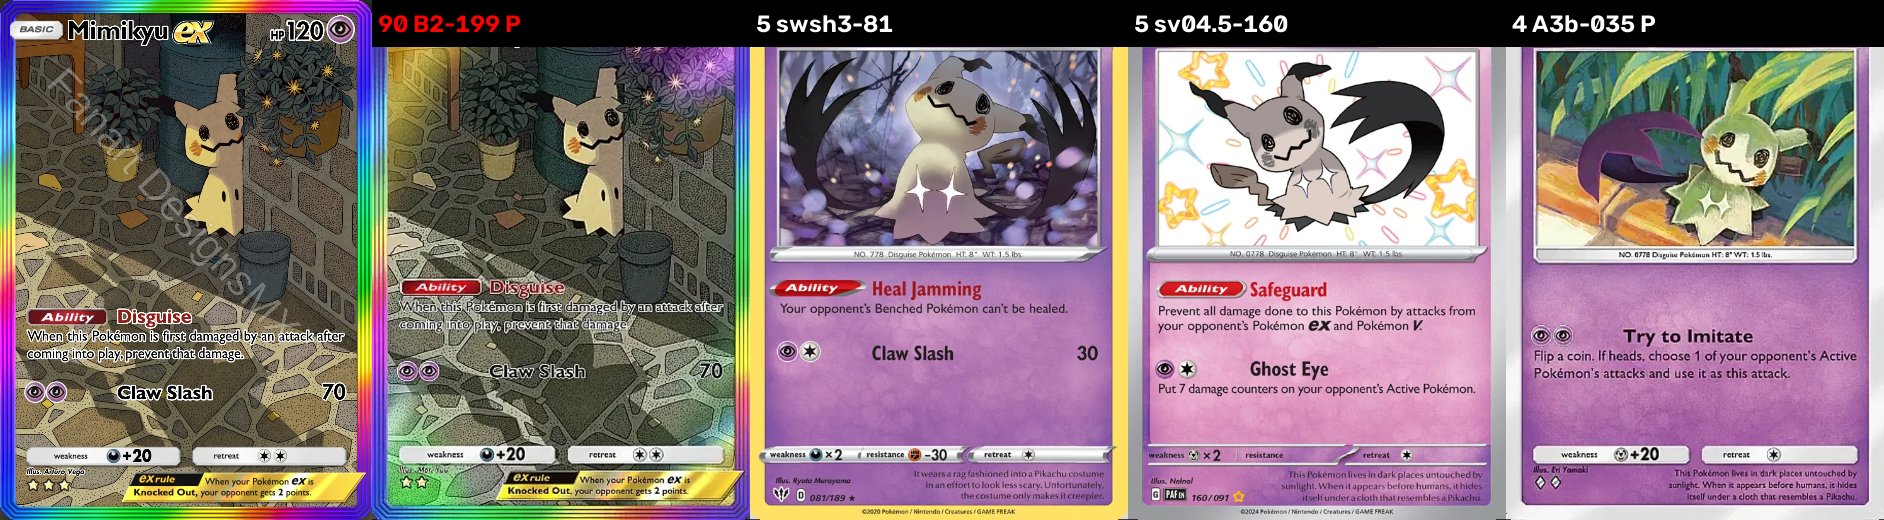 BASIC Mimikyu ex HP 120
Fanart DesignsMX
Ability Disguise
When this Pokémon is first damaged by an attack after
coming into play, prevent that damage.
Claw Slash 70
weakness +20 retreat
Illus. Arturo Vega
ex rule When your Pokémon ex is
Knocked Out, your opponent gets 2 points.
90 B2-199 P
Ability Disguise
When this Pokémon is first damaged by an attack after
coming into play, prevent that damage.
Claw Slash 70
weakness +20 retreat
Illus.
ex rule When your Pokémon ex is
Knocked Out, your opponent gets 2 points.
5 swsh3-81
NO. 778 Disguise Pokémon HT: 8" WT: 1.5 lbs.
Ability Heal Jamming
Your opponent's Benched Pokémon can't be healed.
Claw Slash 30
weakness ×2 resistance -30 retreat
Illus. Ryota Murayama
D 081/189 ★
It wears a rag fashioned into a Pikachu costume
in an effort to look less scary. Unfortunately,
the costume only makes it creepier.
©2020 Pokémon / Nintendo / Creatures / GAME FREAK
5 sv04.5-160
NO. 0778 Disguise Pokémon HT: 8" WT: 1.5 lbs.
Ability Safeguard
Prevent all damage done to this Pokémon by attacks from
your opponent's Pokémon ex and Pokémon V.
Ghost Eye
Put 7 damage counters on your opponent's Active Pokémon.
weakness ×2 resistance retreat
Illus. Nelnal
G PAF EN 160/091
This Pokémon lives in dark places untouched by
sunlight. When it appears before humans, it hides
itself under a cloth that resembles a Pikachu.
©2024 Pokémon / Nintendo / Creatures / GAME FREAK
4 A3b-035 P
NO. 0778 Disguise Pokémon HT: 8" WT: 1.5 lbs.
Try to Imitate
Flip a coin. If heads, choose 1 of your opponent's Active
Pokémon's attacks and use it as this attack.
weakness +20 retreat
Illus. Eri Yamaki
This Pokémon lives in dark places untouched by
sunlight. When it appears before humans, it hides
itself under a cloth that resembles a Pikachu.